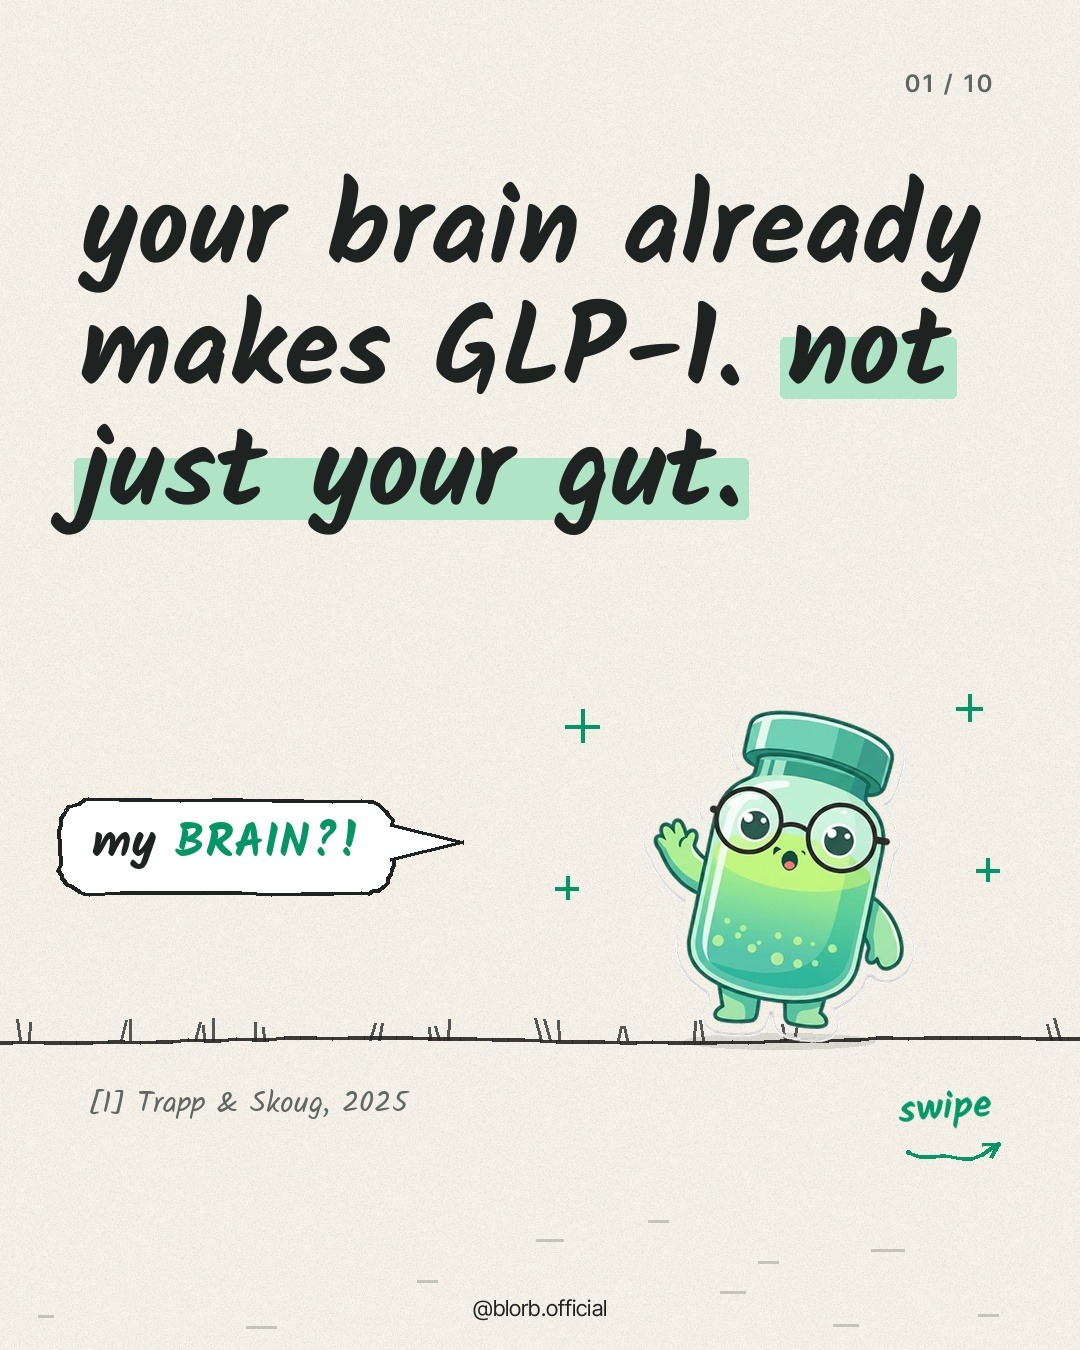 01 / 10
your brain already
makes GLP-1. not
just your gut.
my BRAIN?!
[1] Trapp & Skoug, 2025
swipe
@blorb.official